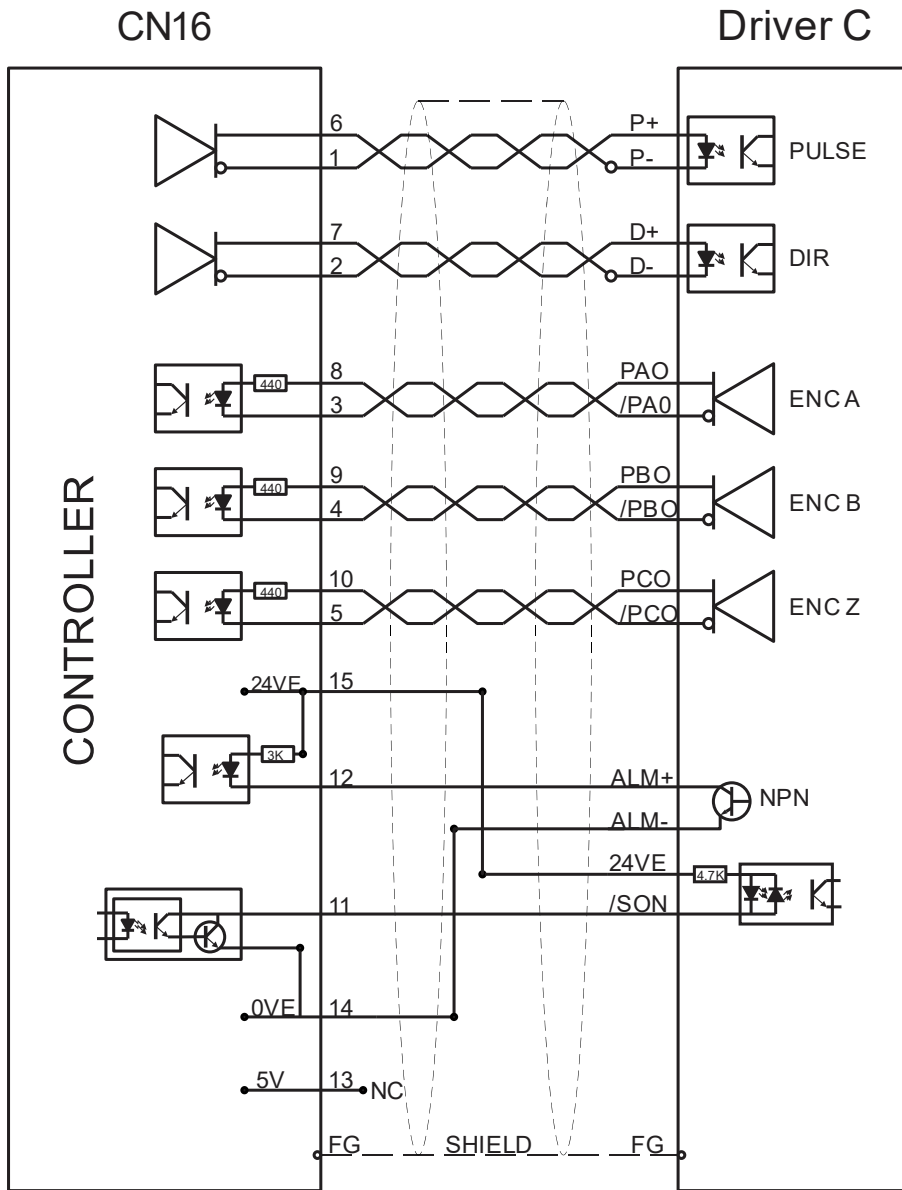 CN16
Driver C
CONTROLLER
6
P+
1
P-
PULSE
7
D+
2
D-
DIR
8
PAO
440
3
/PA0
ENC A
9
PBO
440
4
/PBO
ENC B
10
PCO
440
5
/PCO
ENC Z
24VE
15
3K
12
ALM+
NPN
ALM-
24VE
4.7K
11
/SON
0VE
14
5V
13
NC
FG
SHIELD
FG